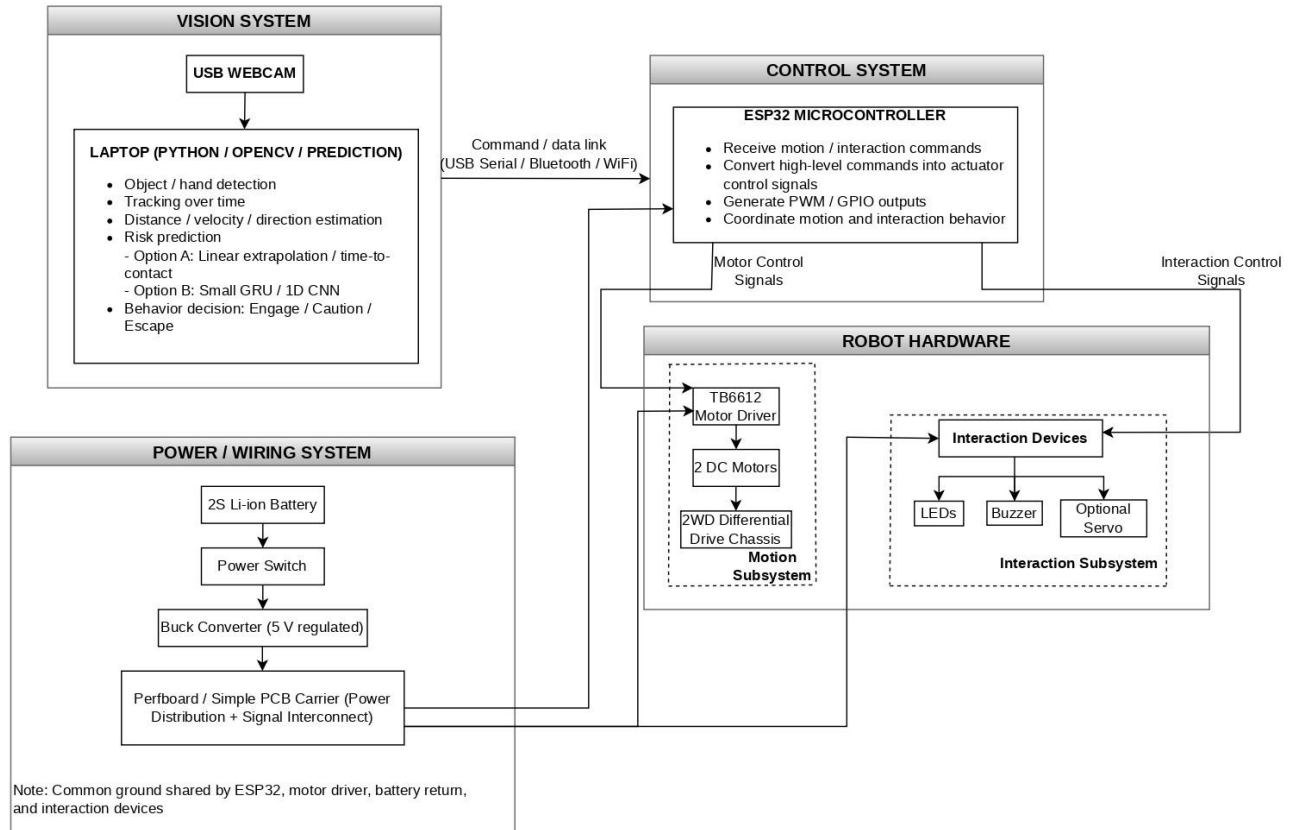 VISION SYSTEM
USB WEBCAM
LAPTOP (PYTHON / OPENCV / PREDICTION)
• Object / hand detection
• Tracking over time
• Distance / velocity / direction estimation
• Risk prediction
- Option A: Linear extrapolation / time-to-
contact
- Option B: Small GRU / 1D CNN
• Behavior decision: Engage / Caution /
Escape
Command / data link
(USB Serial / Bluetooth / WiFi)
CONTROL SYSTEM
ESP32 MICROCONTROLLER
• Receive motion / interaction commands
• Convert high-level commands into actuator
control signals
• Generate PWM / GPIO outputs
• Coordinate motion and interaction behavior
Motor Control
Signals
Interaction Control
Signals
ROBOT HARDWARE
TB6612
Motor Driver
2 DC Motors
2WD Differential
Drive Chassis
Motion
Subsystem
Interaction Devices
LEDs
Buzzer
Optional
Servo
Interaction Subsystem
POWER / WIRING SYSTEM
2S Li-ion Battery
Power Switch
Buck Converter (5 V regulated)
Perfboard / Simple PCB Carrier (Power
Distribution + Signal Interconnect)
Note: Common ground shared by ESP32, motor driver, battery return,
and interaction devices